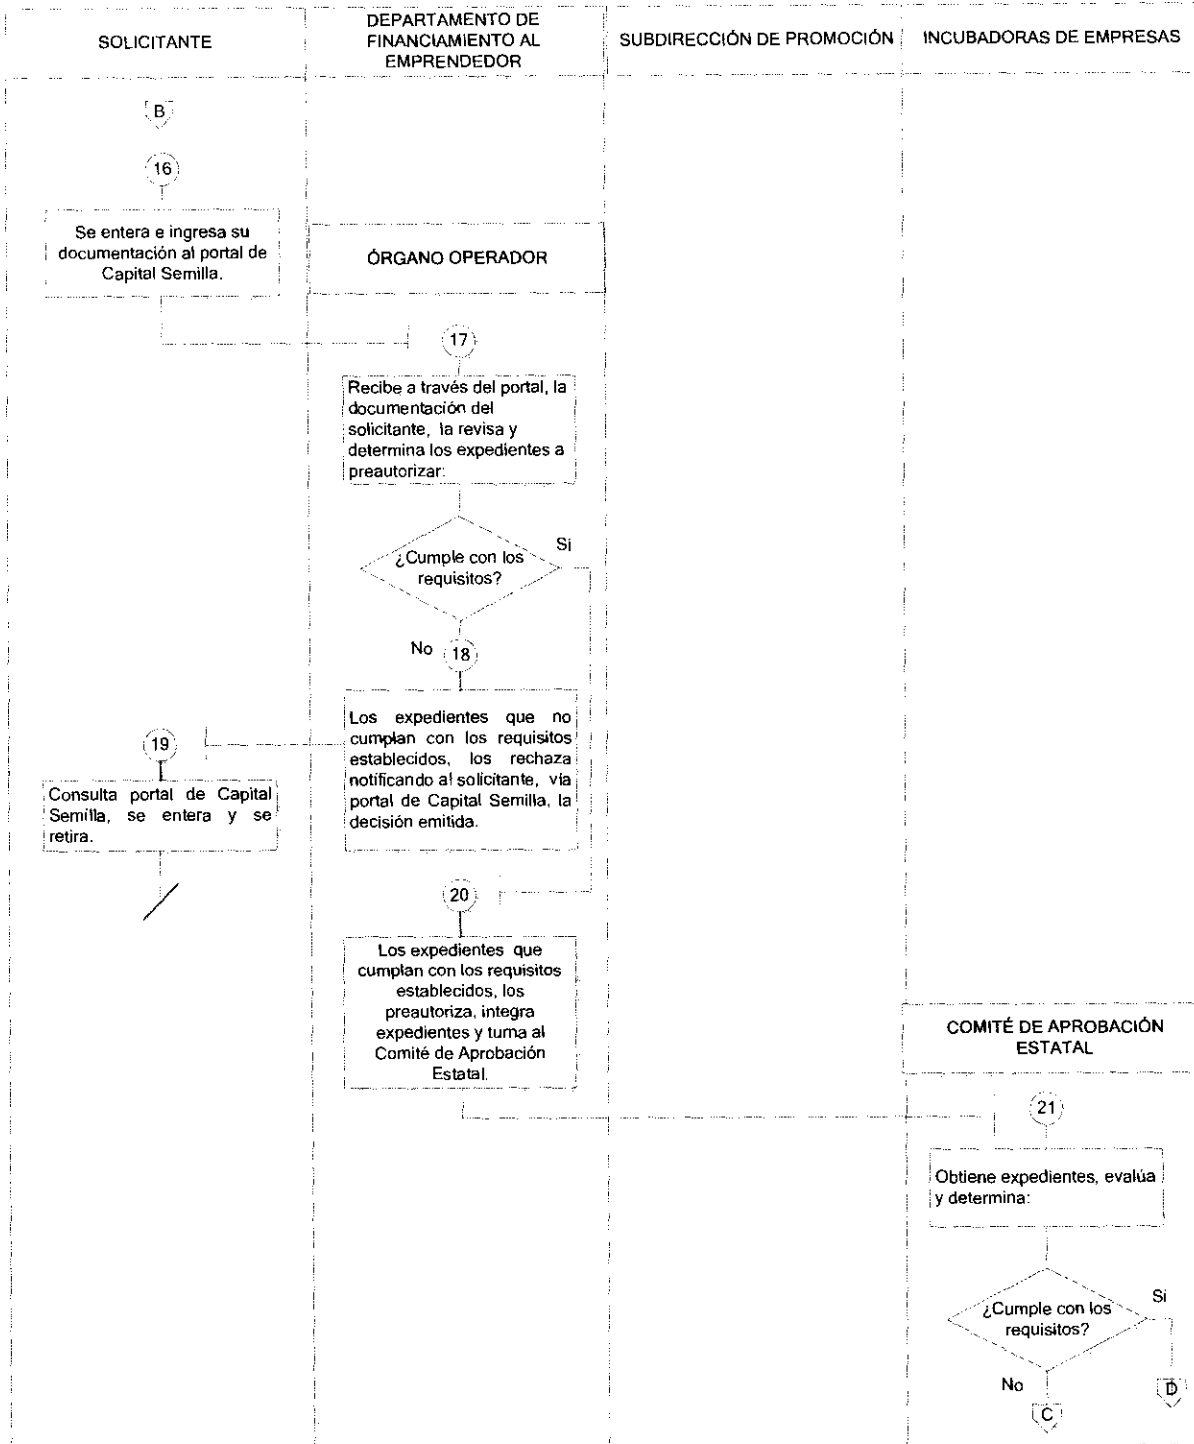 SOLICITANTE
DEPARTAMENTO DE
FINANCIAMIENTO AL
EMPRENDEDOR
SUBDIRECCIÓN DE PROMOCIÓN
INCUBADORAS DE EMPRESAS
B
16
Se entera e ingresa su
documentación al portal de
Capital Semilla.
ÓRGANO OPERADOR
17
Recibe a través del portal, la
documentación del
solicitante, la revisa y
determina los expedientes a
preautorizar:
¿Cumple con los
requisitos?
Si
No
18
Los expedientes que no
cumplan con los requisitos
establecidos, los rechaza
notificando al solicitante, vía
portal de Capital Semilla, la
decisión emitida.
19
Consulta portal de Capital
Semilla, se entera y se
retira.
20
Los expedientes que
cumplan con los requisitos
establecidos, los
preautoriza, integra
expedientes y turna al
Comité de Aprobación
Estatal.
COMITÉ DE APROBACIÓN
ESTATAL
21
Obtiene expedientes, evalúa
y determina:
¿Cumple con los
requisitos?
Si
No
D
C